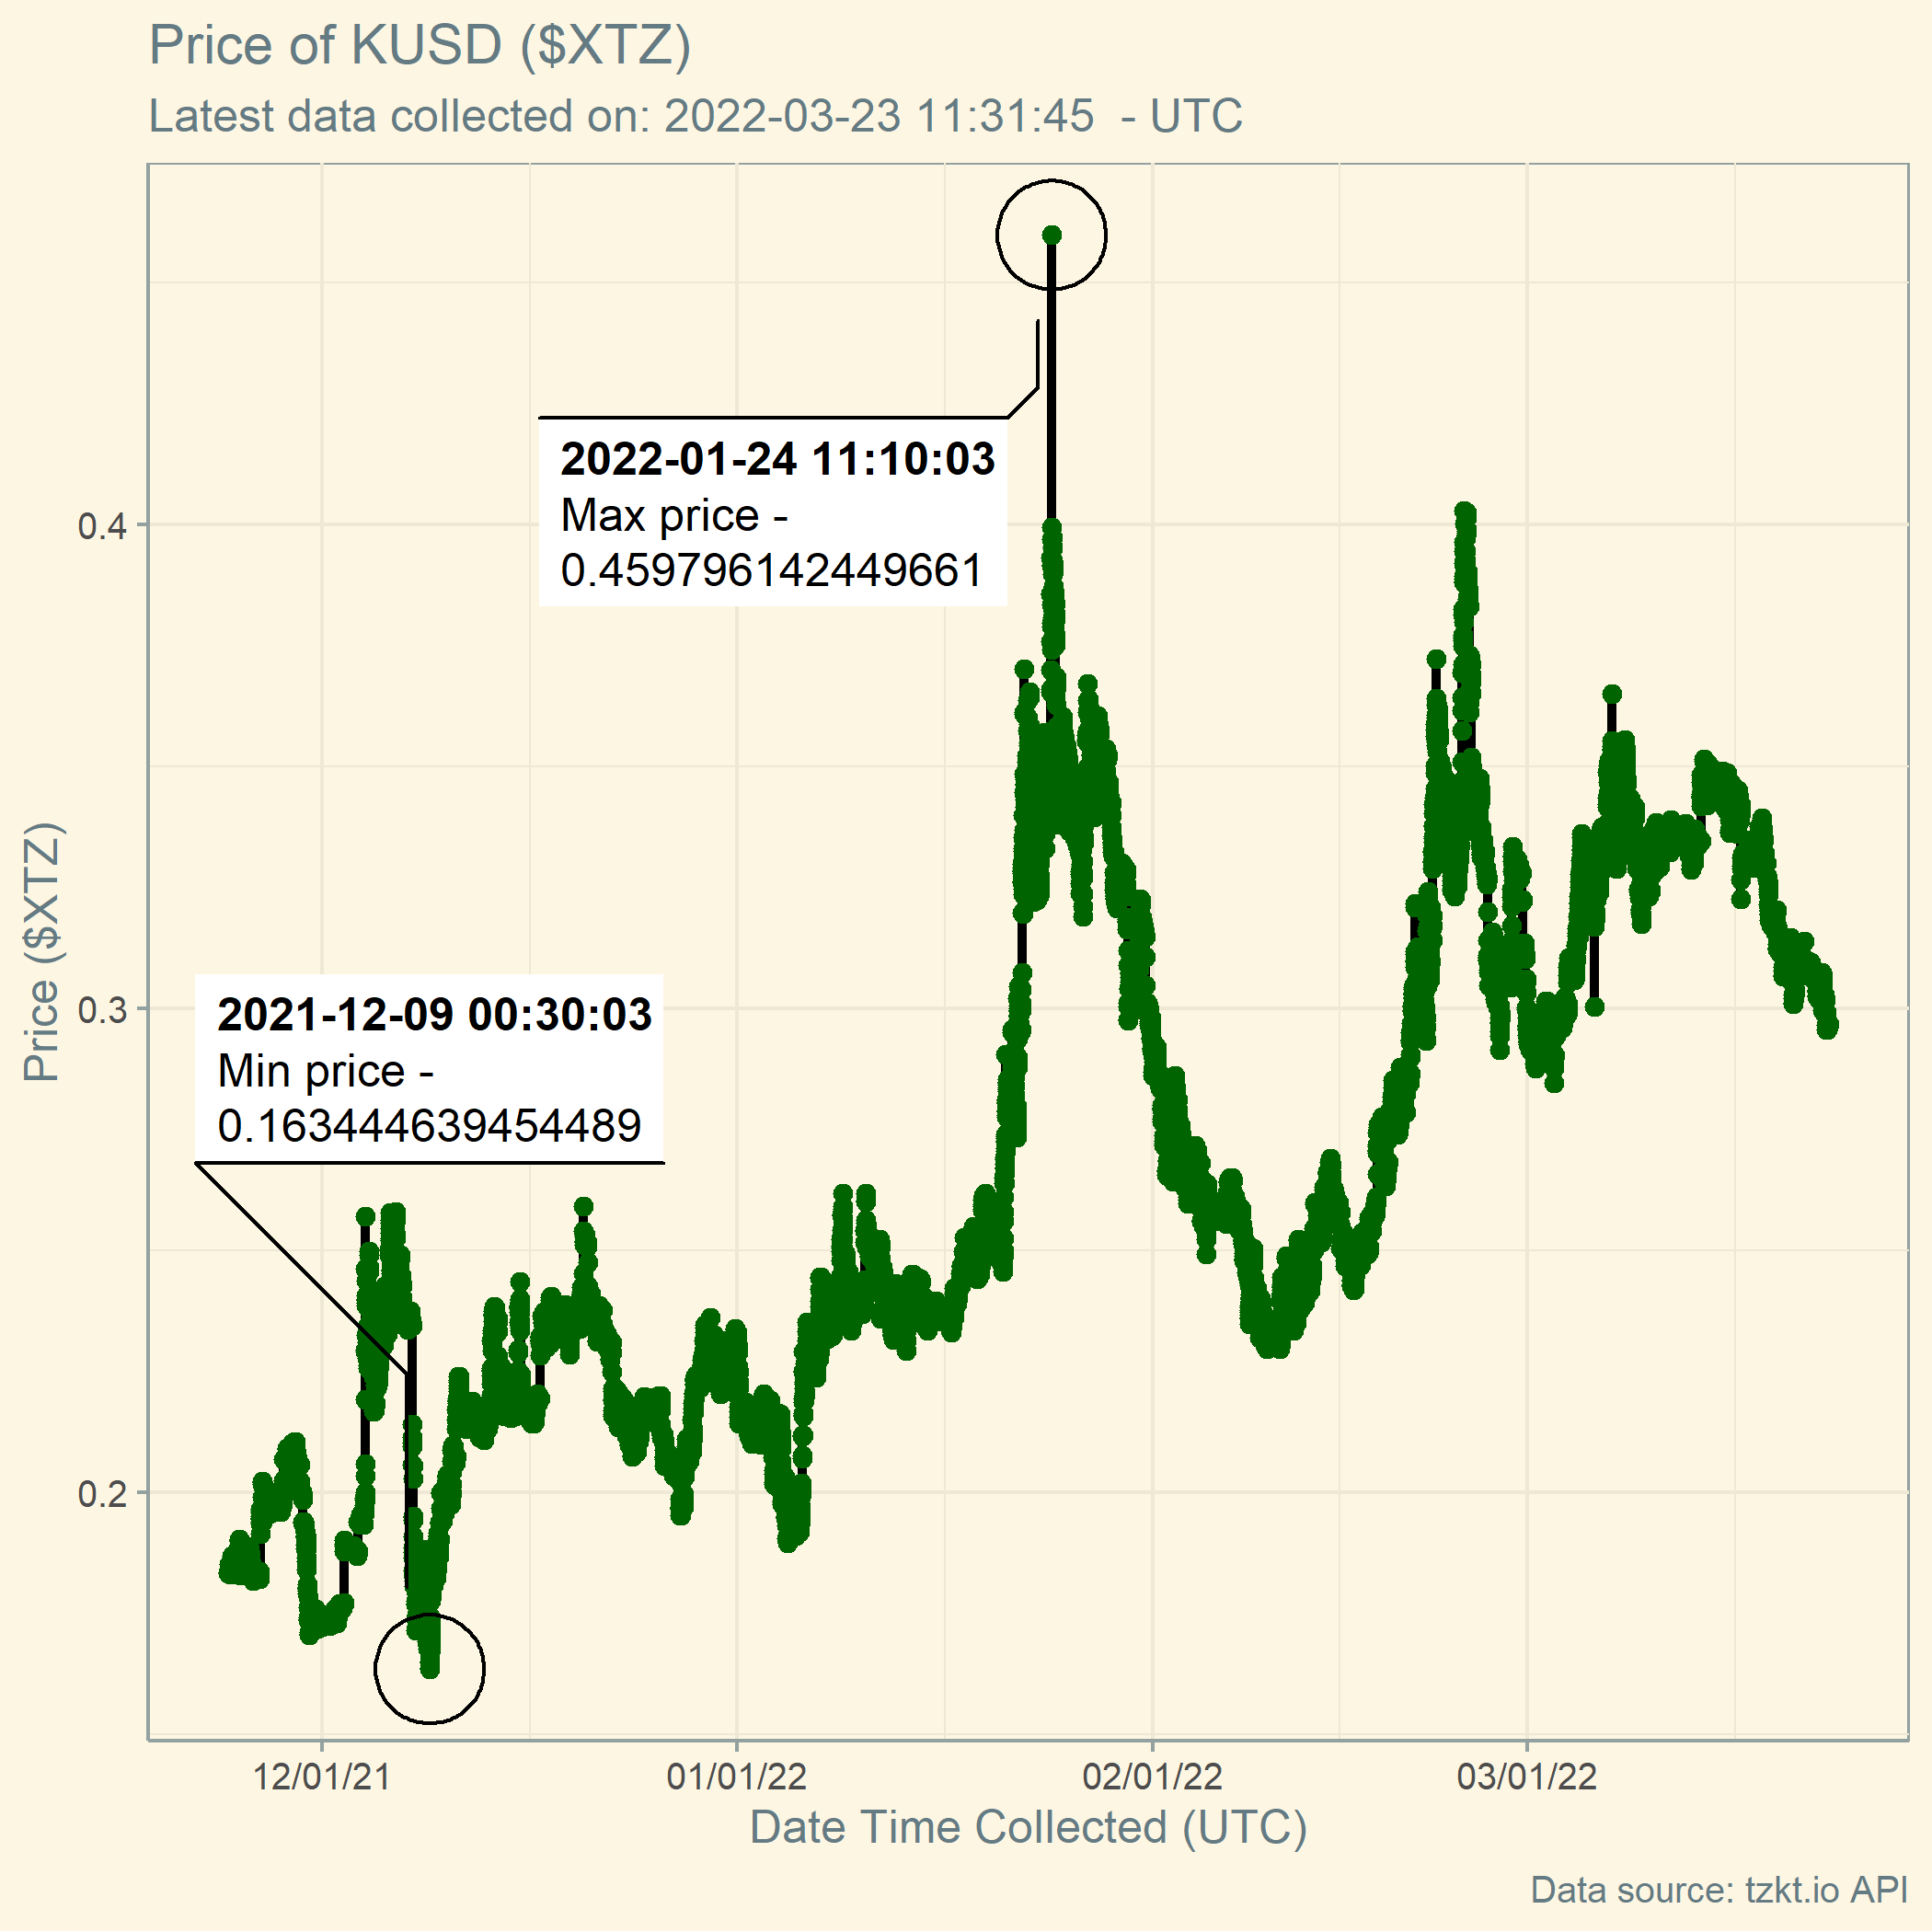 Price of KUSD ($XTZ)
Latest data collected on: 2022-03-23 11:31:45  - UTC
2022-01-24 11:10:03
Max price -
0.459796142449661
0.4
0.3
0.2
Price ($XTZ)
2021-12-09 00:30:03
Min price -
0.163444639454489
12/01/21
01/01/22
02/01/22
03/01/22
Date Time Collected (UTC)
Data source: tzkt.io API